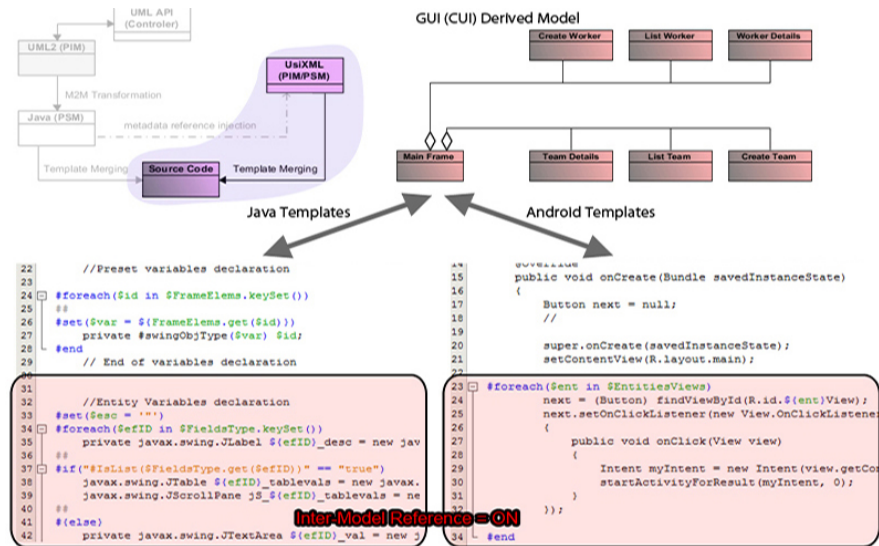 UML API
(Controler)
UML2 (PIM)
M2M Transformation
Java (PSM)
metadata reference injection
UsiXML
(PIM/PSM)
Template Merging
Source Code
Template Merging
GUI (CUI) Derived Model
Create Worker
List Worker
Worker Details
Main Frame
Team Details
List Team
Create Team
Java Templates
Android Templates
22 //Preset variables declaration
23
24 #foreach($id in $FrameElems.keySet())
25 ##
26 #set($var = $(FrameElems.get($id)))
27 private #swingObjType($var) $id;
28 #end
29 // End of variables declaration
30
31
32 //Entity Variables declaration
33 #set($esc = '"')
34 #foreach($efID in $FieldsType.keySet())
35 private javax.swing.JLabel $(efID)_desc = new jav
36 ##
37 #if("#IsList($FieldsType.get($efID))" == "true")
38 javax.swing.JTable $(efID)_tablevals = new javax.
39 javax.swing.JScrollPane jS_$(efID)_tablevals = ne
40 ##
41 #(else)
42 private javax.swing.JTextArea $(efID)_val = new j
14 @Override
15 public void onCreate(Bundle savedInstanceState)
16 {
17 Button next = null;
18 //
20 super.onCreate(savedInstanceState);
21 setContentView(R.layout.main);
22
23 #foreach($ent in $EntitiesViews)
24 next = (Button) findViewById(R.id.$(ent)View);
25 next.setOnClickListener(new View.OnClickListener
26 {
27 public void onClick(View view)
28 {
29 Intent myIntent = new Intent(view.getCon
30 startActivityForResult(myIntent, 0);
31 }
32 });
33
34 #end
Inter-Model Reference = ON